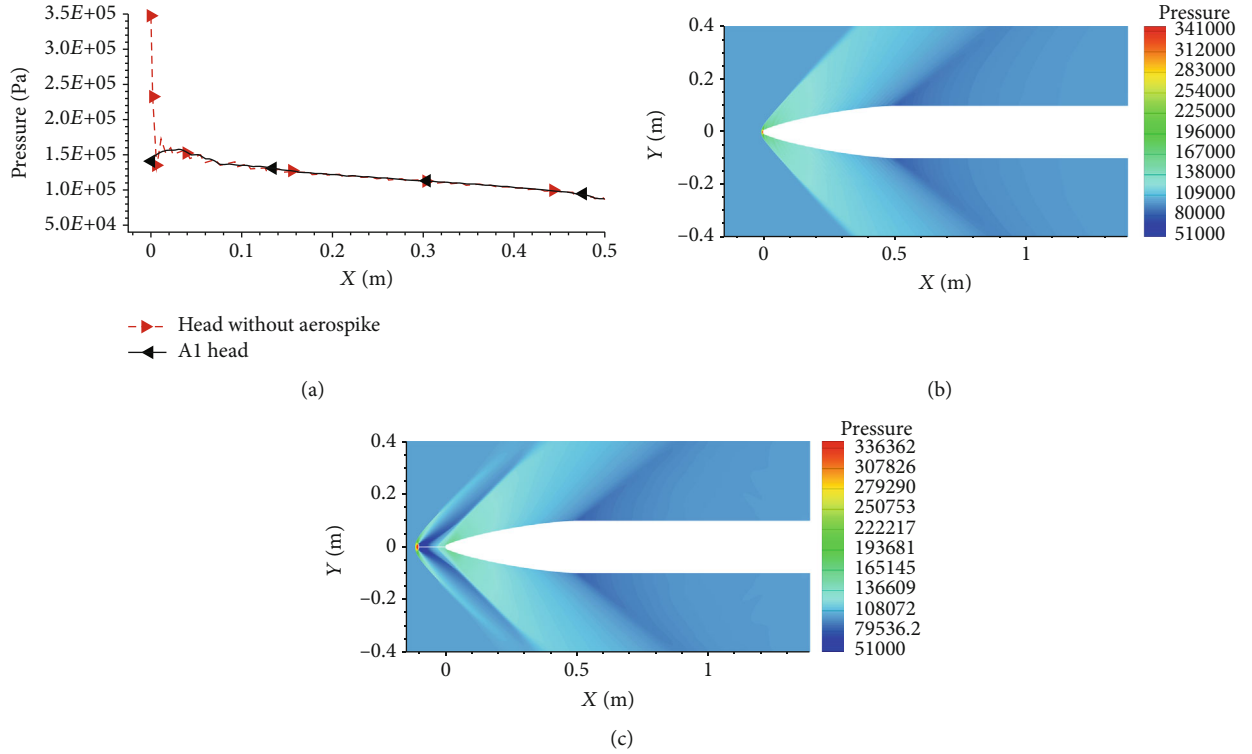 3.5E+05
3.0E+05
2.5E+05
2.0E+05
1.5E+05
1.0E+05
5.0E+04
Pressure (Pa)
0
0.1
0.2
0.3
0.4
0.5
X (m)
Head without aerospike
A1 head
(a)
0.4
0.2
0
−0.2
−0.4
Y (m)
0
0.5
1
X (m)
Pressure
341000
312000
283000
254000
225000
196000
167000
138000
109000
80000
51000
(b)
0.4
0.2
0
−0.2
−0.4
Y (m)
0
0.5
1
X (m)
Pressure
336362
307826
279290
250753
222217
193681
165145
136609
108072
79536.2
51000
(c)